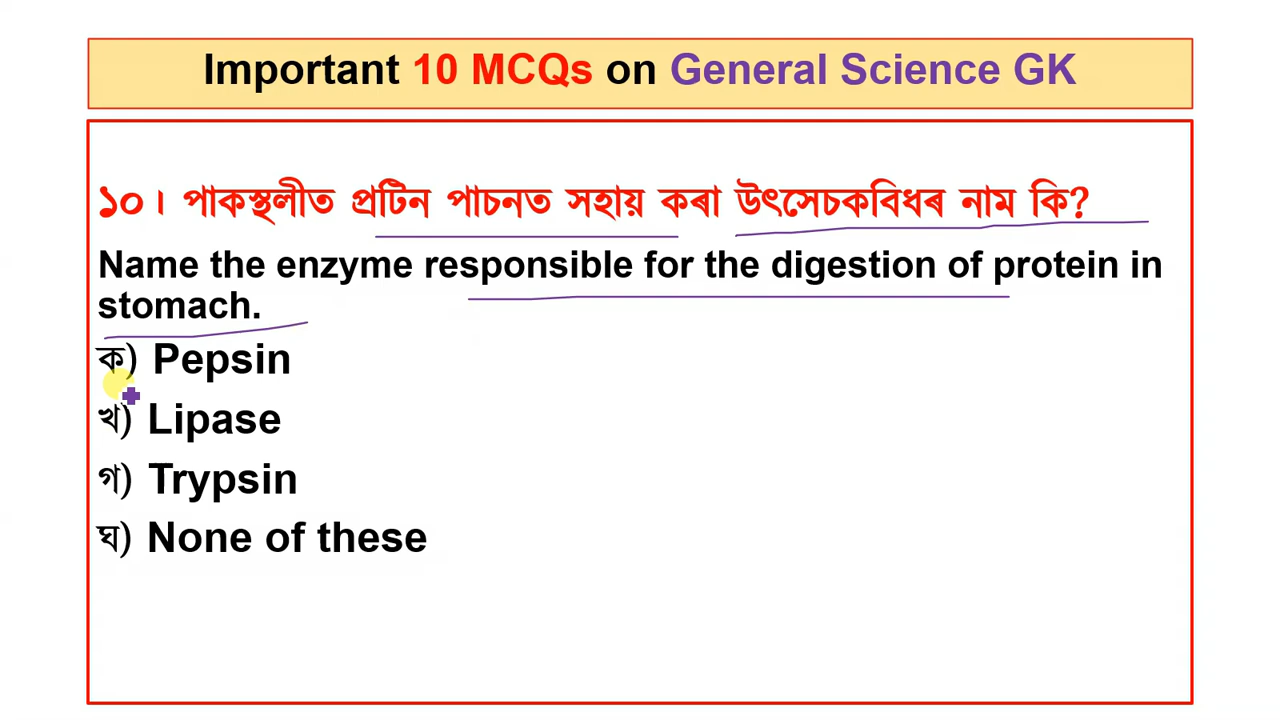 Important 10 MCQs on General Science GK
১০। পাকস্থলীত প্ৰটিন পাচনত সহায় কৰা উৎসেচকবিধৰ নাম কি?
Name the enzyme responsible for the digestion of protein in
stomach.
ক) Pepsin
খ) Lipase
গ) Trypsin
ঘ) None of these